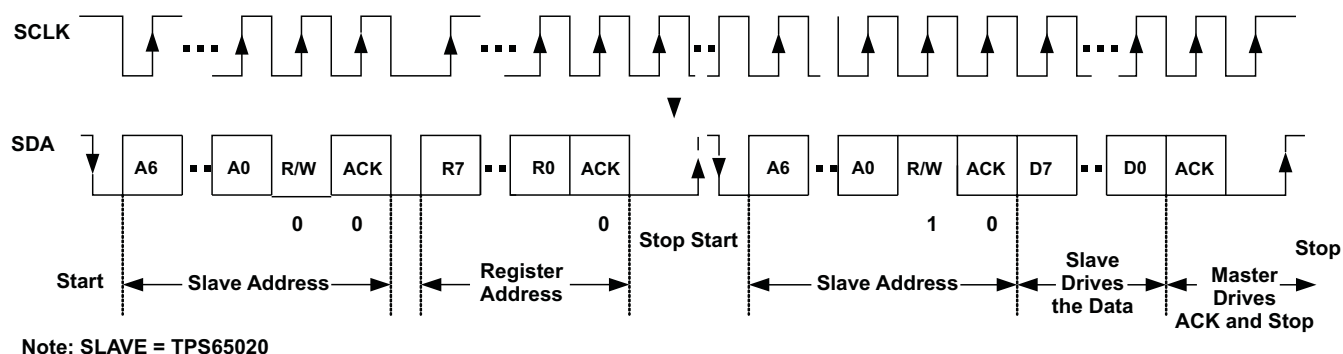 SCLK
SDA
A6 A0 R/W ACK R7 R0 ACK A6 A0 R/W ACK D7 D0 ACK
0 0 0 Stop Start 1 0 Stop
Start
Slave Address
Register
Address
Slave Address
Slave
Drives
the Data
Master
Drives
ACK and Stop
Note: SLAVE = TPS65020